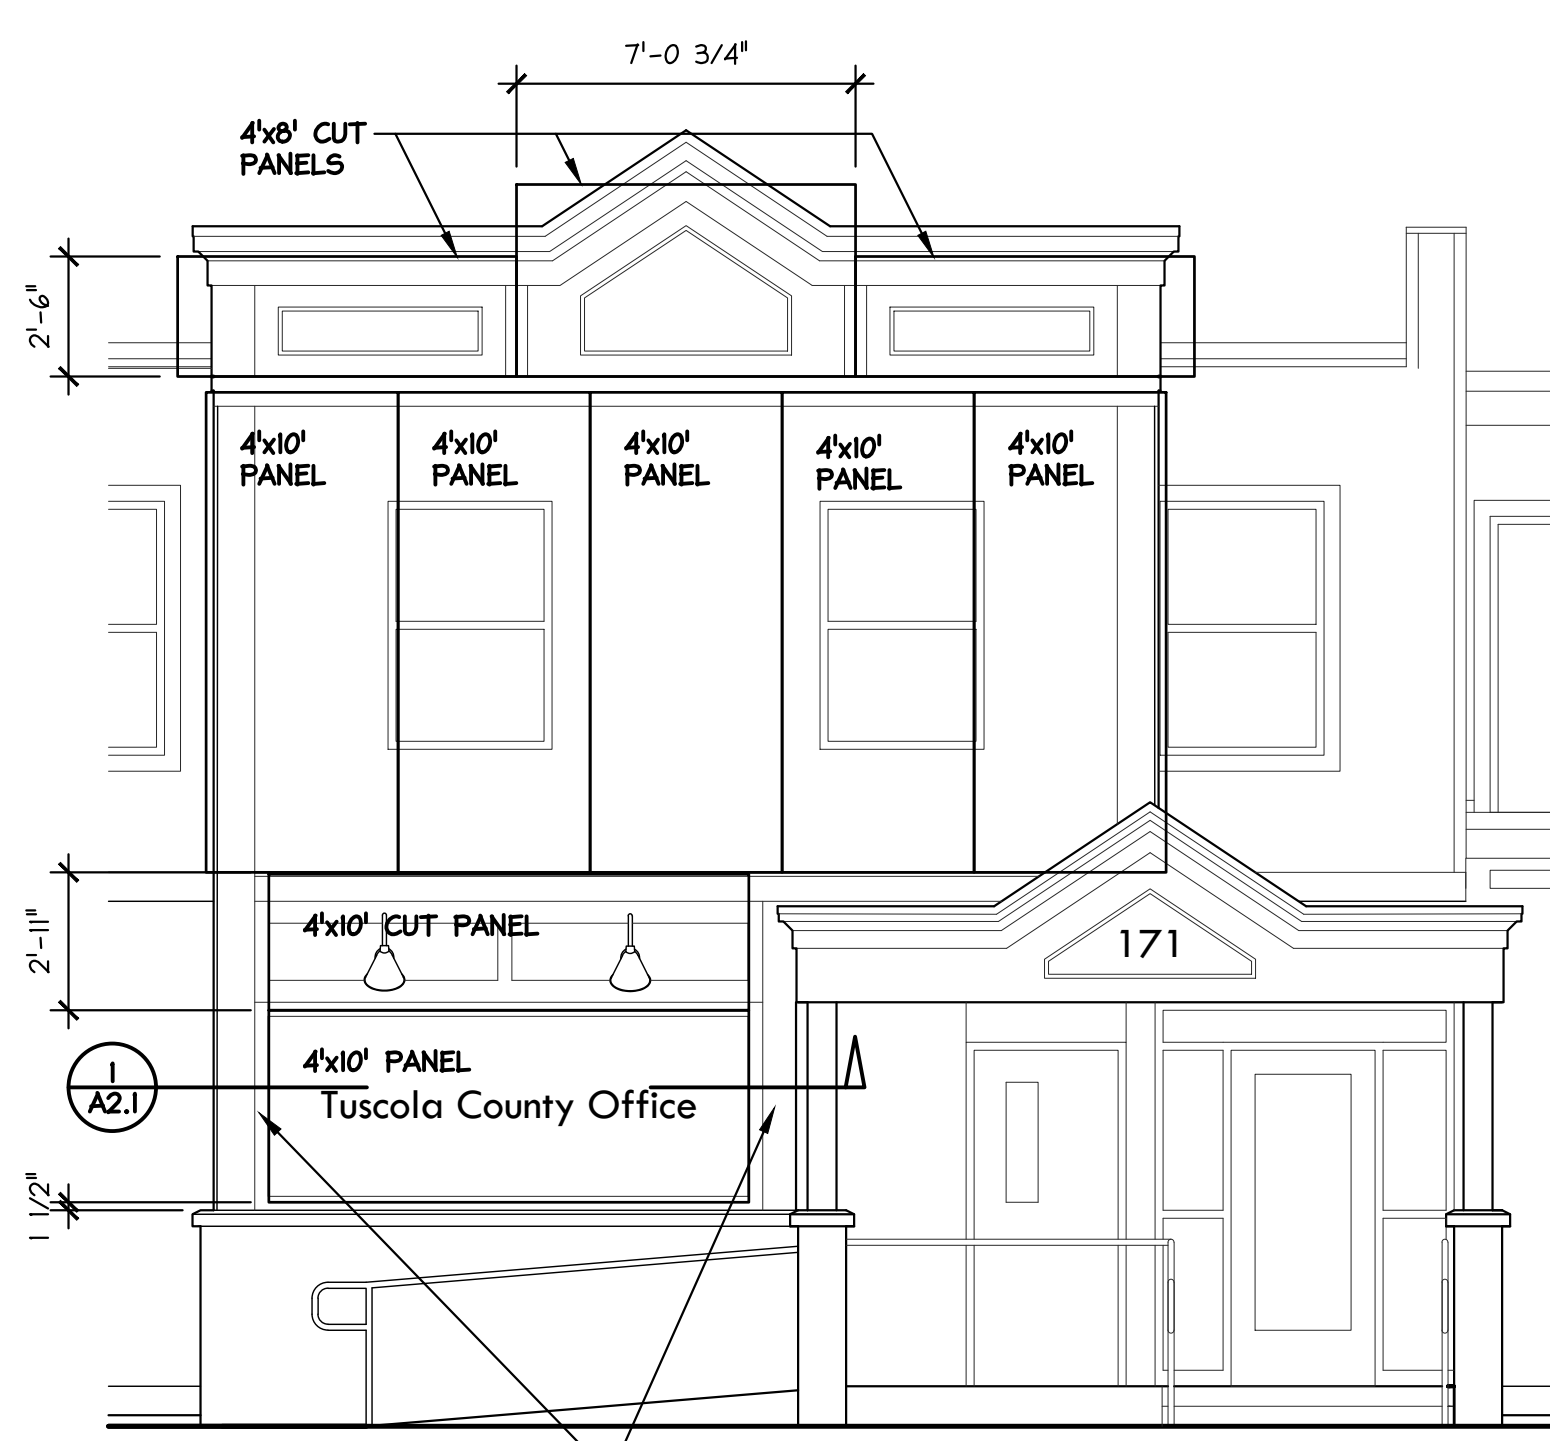 7'-0 3/4"
4'x8' CUT
PANELS
2'-6"
4'x10'
PANEL
4'x10'
PANEL
4'x10'
PANEL
4'x10'
PANEL
4'x10'
PANEL
2'-11"
4'x10' CUT PANEL
171
1
A2.1
4'x10' PANEL
Tuscola County Office
1 1/2"